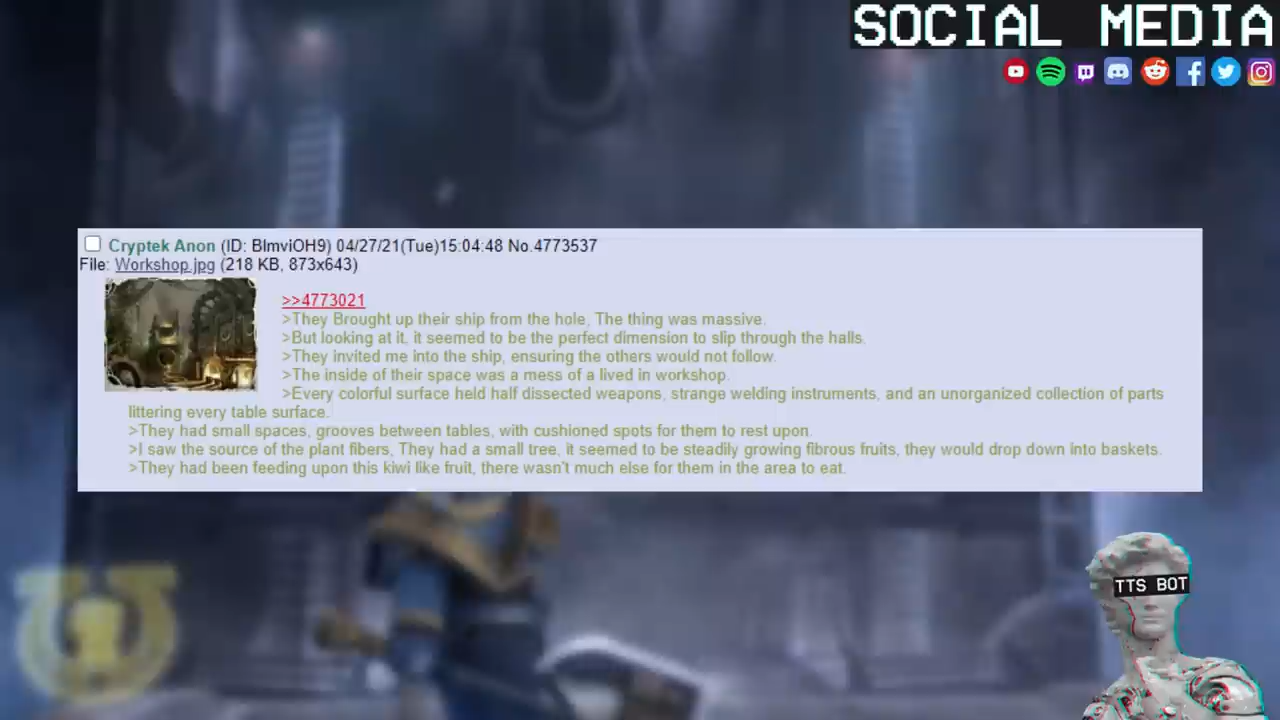 SOCIAL MEDIA
Cryptek Anon (ID: BlmviOH9) 04/27/21(Tue)15:04:48 No.4773537
File: Workshop.jpg (218 KB, 873x643)
>>4773021
>They Brought up their ship from the hole, The thing was massive.
>But looking at it, it seemed to be the perfect dimension to slip through the halls.
>They invited me into the ship, ensuring the others would not follow.
>The inside of their space was a mess of a lived in workshop.
>Every colorful surface held half dissected weapons, strange welding instruments, and an unorganized collection of parts
littering every table surface.
>They had small spaces, grooves between tables, with cushioned spots for them to rest upon.
>I saw the source of the plant fibers, They had a small tree, it seemed to be steadily growing fibrous fruits, they would drop down into baskets.
>They had been feeding upon this kiwi like fruit, there wasn't much else for them in the area to eat.
TTS BOT